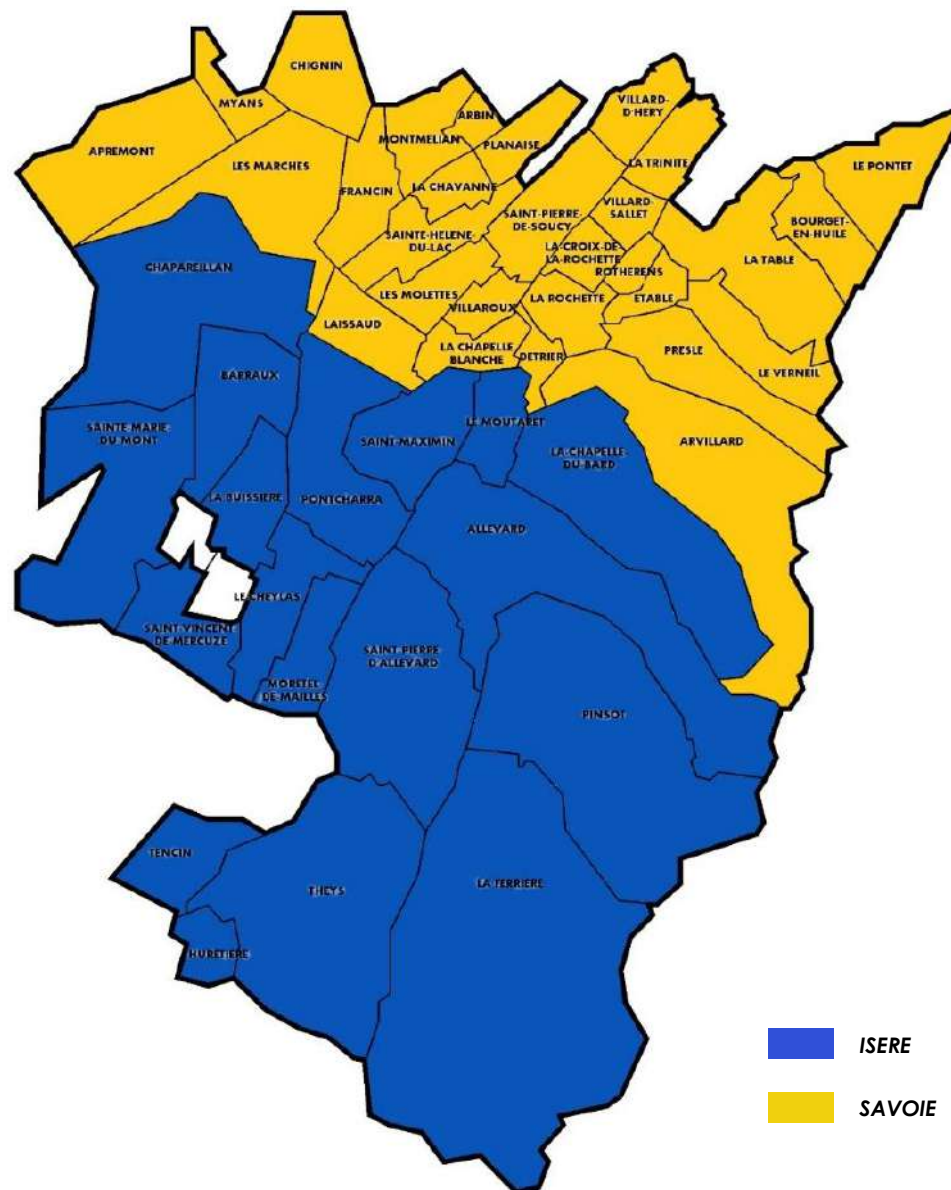 CHIGNIN
MYANS
APREMONT
LES MARCHES
MONTMELIAN
ARBIN
PLANAISE
FRANCIN
LA CHAVANNE
SAINTE-HELENE-
DU-LAC
VILLARD-
D'HERY
LA TRINITE
VILLARD-
SALLET
SAINT-PIERRE-
DE-SOUCY
LA-CROIX-DE-
LA-ROCHETTE
ROTHERENS
LE PONTET
BOURGET-
EN-HUILE
LA TABLE
CHAPAREILLAN
LES MOLETTES
VILLAROUX
LA ROCHETTE
ETABLE
LAISSAUD
LA CHAPELLE
BLANCHE
DETRIER
PRESLE
LE VERNEIL
BARRAUX
SAINTE-MARIE-
DU-MONT
SAINT-MAXIMIN
LE MOUTARET
LA-CHAPELLE-
DU-BARD
ARVILLARD
LA BUISSIERE
PONTCHARRA
ALLEVARD
LE CHEYLAS
SAINT-VINCENT-
DE-MERCUZE
SAINT-PIERRE
D'ALLEVARD
MORETEL-
DE-MAILLES
PINSOT
TENCIN
THEYS
LA FERRIERE
HURETIERE
ISERE
SAVOIE